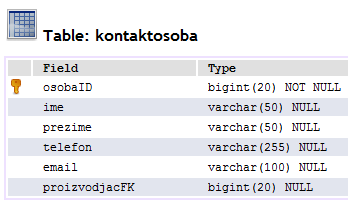 Table: kontaktosoba
Field Type
osobaID bigint(20) NOT NULL
ime varchar(50) NULL
prezime varchar(50) NULL
telefon varchar(255) NULL
email varchar(100) NULL
proizvodjacFK bigint(20) NULL